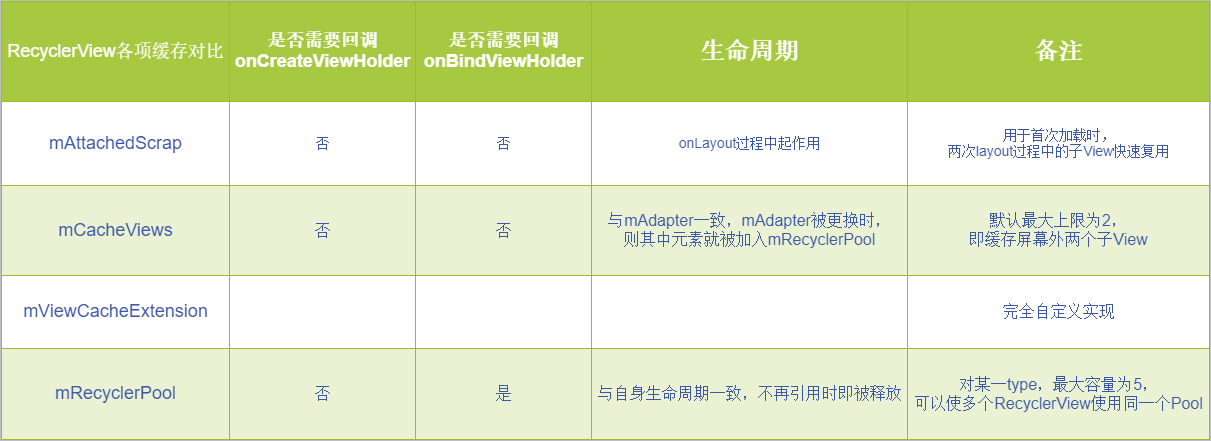 RecyclerView各项缓存对比
是否需要回调
onCreateViewHolder
是否需要回调
onBindViewHolder
生命周期
备注
mAttachedScrap
否
否
onLayout过程中起作用
用于首次加载时，
两次layout过程中的子View快速复用
mCacheViews
否
否
与mAdapter一致，mAdapter被更换时，
则其中元素就被加入mRecyclerPool
默认最大上限为2，
即缓存屏幕外两个子View
mViewCacheExtension
完全自定义实现
mRecyclerPool
否
是
与自身生命周期一致，不再引用时即被释放
对某一type，最大容量为5，
可以使多个RecyclerView使用同一个Pool